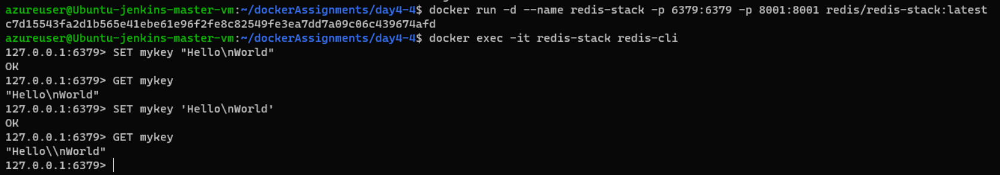 azureuser@Ubuntu-jenkins-master-vm:~/dockerAssignments/day4-4$ docker run -d --name redis-stack -p 6379:6379 -p 8001:8001 redis/redis-stack:latest
c7d15543fa2d1b565e41ebe61e96f2fe8c82549fe3ea7dd7a09c06c439674afd
azureuser@Ubuntu-jenkins-master-vm:~/dockerAssignments/day4-4$ docker exec -it redis-stack redis-cli
127.0.0.1:6379> SET mykey "Hello\nWorld"
OK
127.0.0.1:6379> GET mykey
"Hello\nWorld"
127.0.0.1:6379> SET mykey 'Hello\nWorld'
OK
127.0.0.1:6379> GET mykey
"Hello\\nWorld"
127.0.0.1:6379>